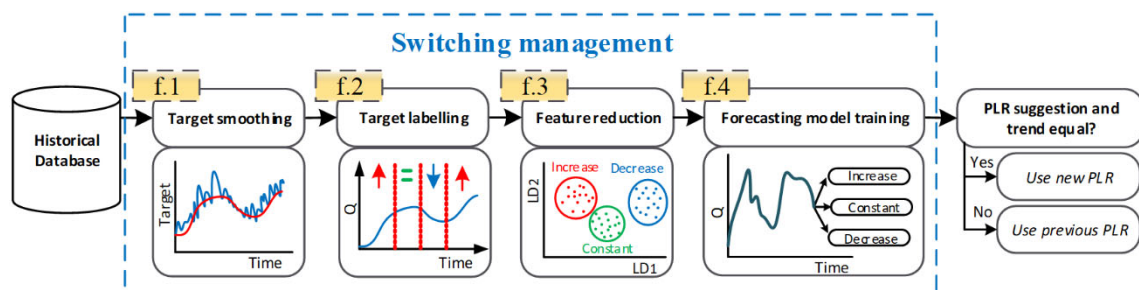 Switching management
f.1
f.2
f.3
f.4
Historical
Database
Target smoothing
Target labelling
Feature reduction
Forecasting model training
PLR suggestion and
trend equal?
Target
Time
Q
=
Time
LD2
Increase
Decrease
Constant
LD1
Q
Increase
Constant
Decrease
Time
Yes
Use new PLR
No
Use previous PLR